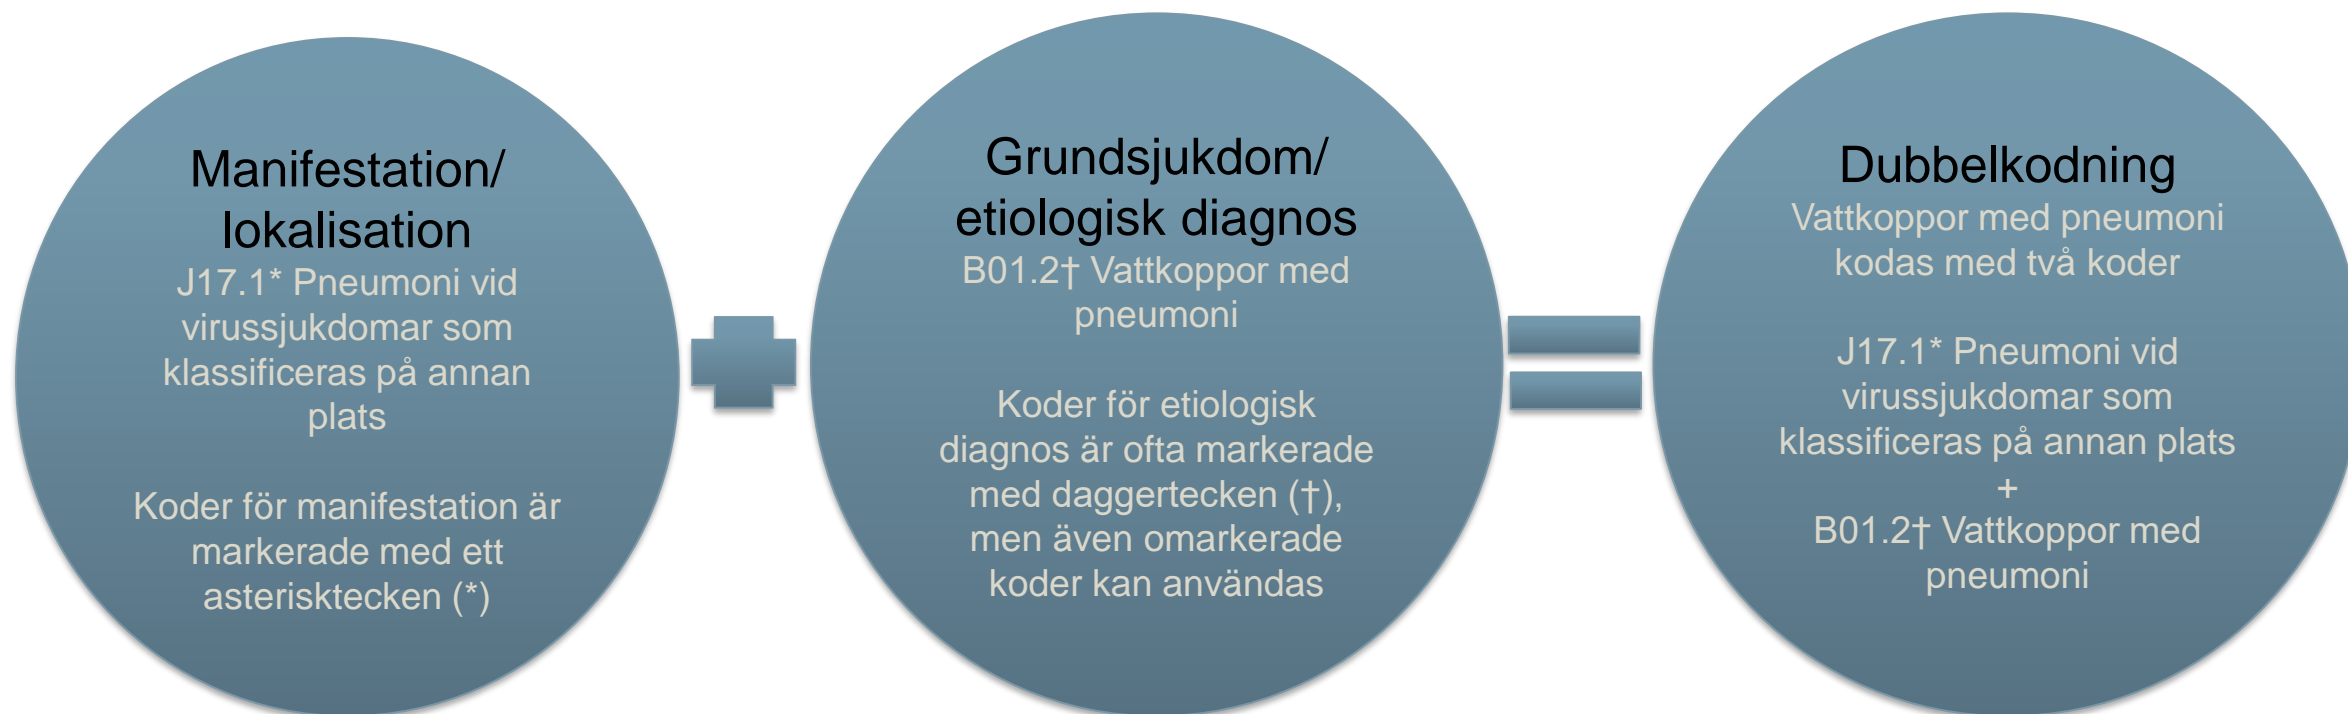 Manifestation/
lokalisation
J17.1* Pneumoni vid
virussjukdomar som
klassificeras på annan
plats
Koder för manifestation är
markerade med ett
asterisktecken (*)
Grundsjukdom/
etiologisk diagnos
B01.2† Vattkoppor med
pneumoni
Koder för etiologisk
diagnos är ofta markerade
med daggertecken (†),
men även omarkerade
koder kan användas
Dubbelkodning
Vattkoppor med pneumoni
kodas med två koder
J17.1* Pneumoni vid
virussjukdomar som
klassificeras på annan plats
+
B01.2† Vattkoppor med
pneumoni